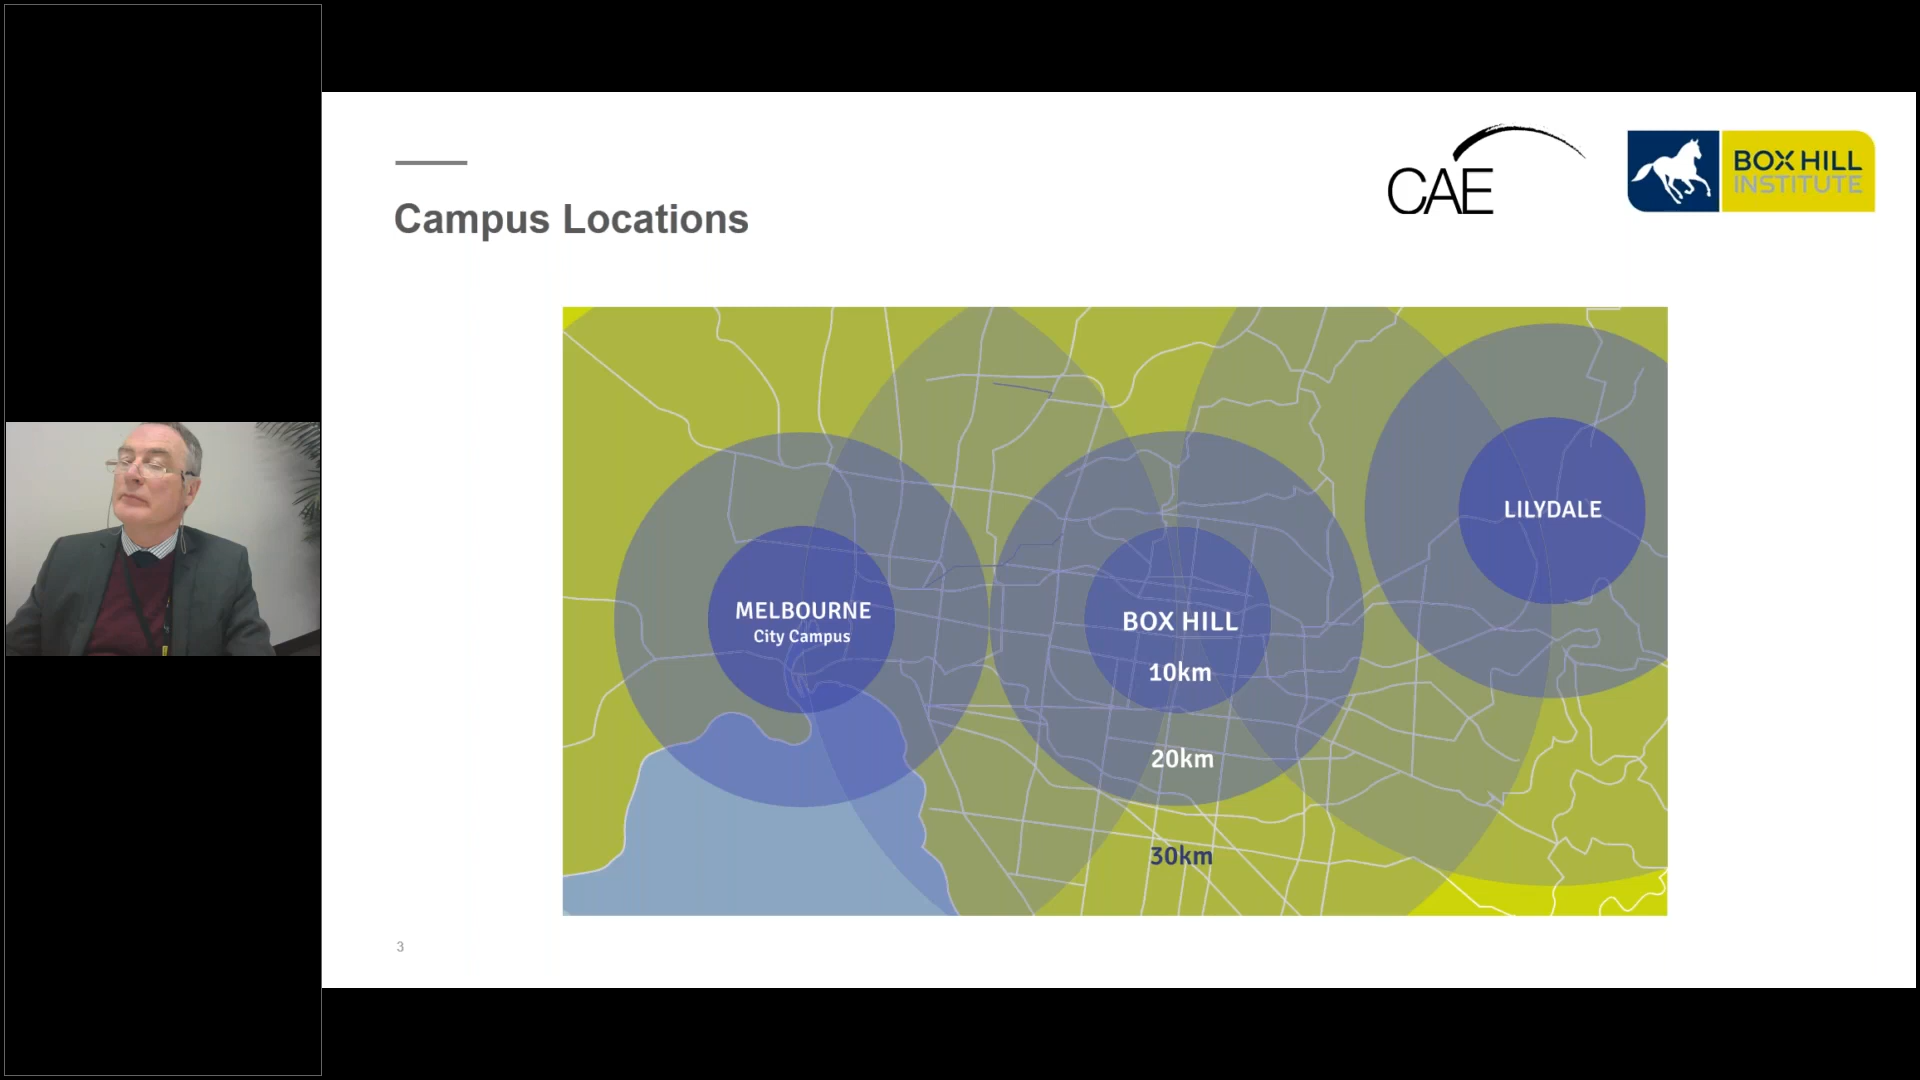 CAE
BOX HILL
INSTITUTE
Campus Locations
LILYDALE
MELBOURNE
City Campus
BOX HILL
10km
20km
30km
3